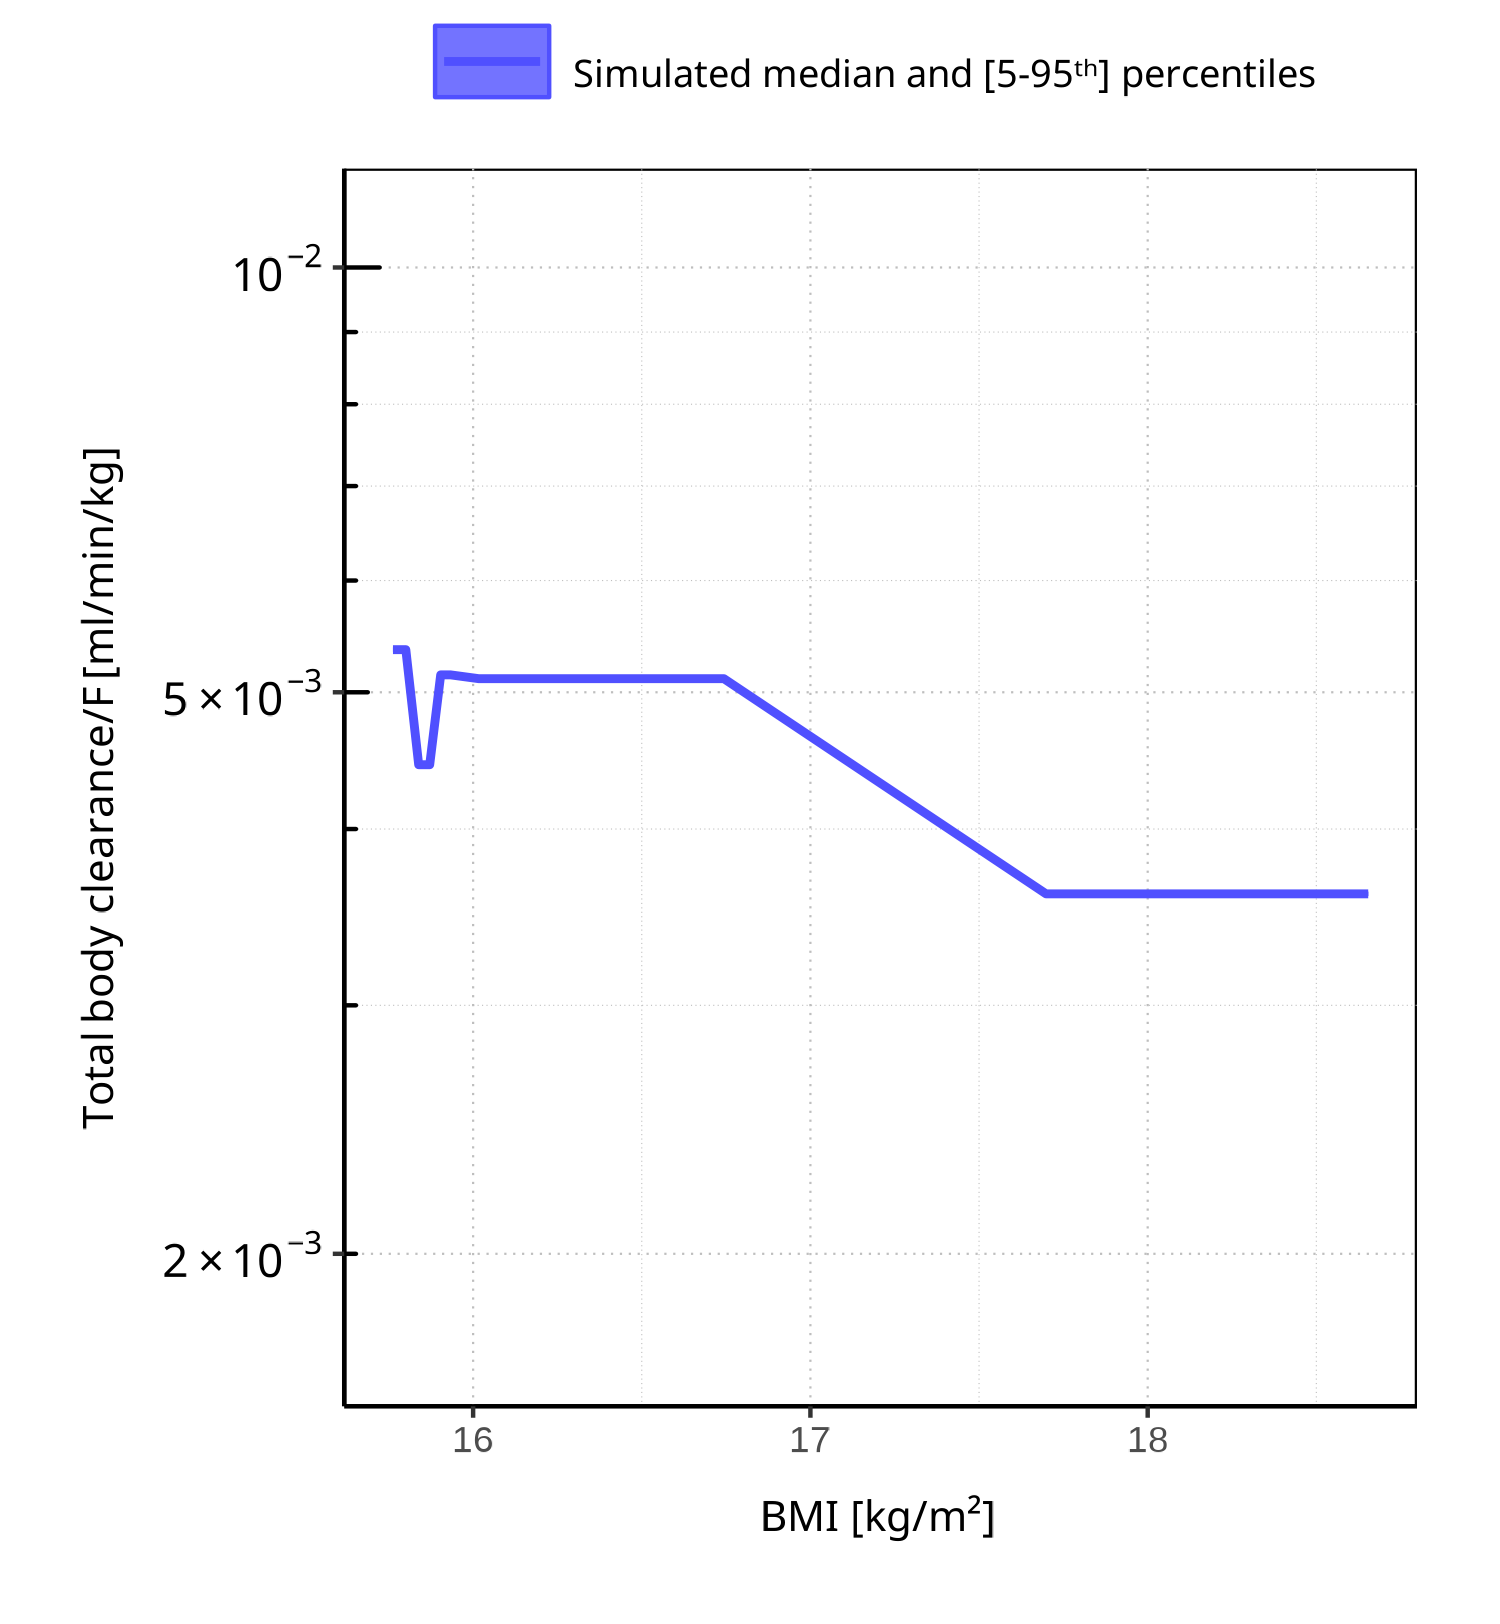 Simulated median and [5-95ᵗʰ] percentiles
Total body clearance/F [ml/min/kg]
10⁻²
5 × 10⁻³
2 × 10⁻³
16 17 18
BMI [kg/m²]